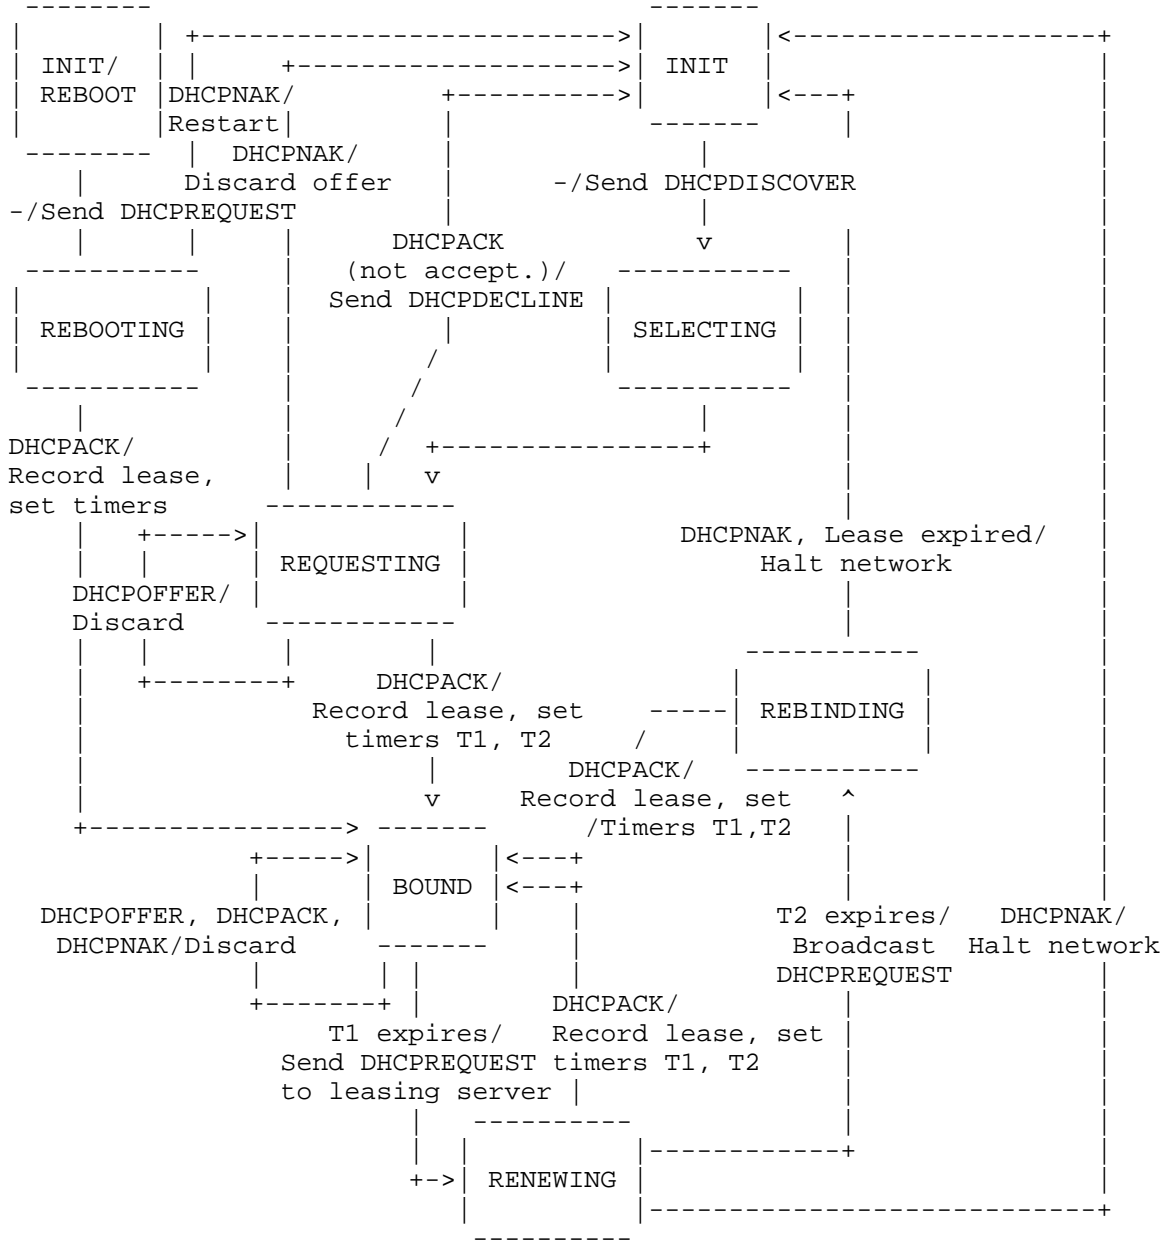 INIT/ INIT
REBOOT DHCPNAK/
Restart
DHCPNAK/
Discard offer -/Send DHCPDISCOVER
-/Send DHCPREQUEST
DHCPACK v
(not accept.)/
Send DHCPDECLINE
REBOOTING SELECTING
DHCPACK/
Record lease, v
set timers
DHCPNAK, Lease expired/
REQUESTING Halt network
DHCPOFFER/
Discard
DHCPACK/
Record lease, set REBINDING
timers T1, T2
DHCPACK/
v Record lease, set
/Timers T1,T2
BOUND
DHCPOFFER, DHCPACK, T2 expires/ DHCPNAK/
DHCPNAK/Discard Broadcast Halt network
DHCPREQUEST
DHCPACK/
T1 expires/ Record lease, set
Send DHCPREQUEST timers T1, T2
to leasing server
RENEWING